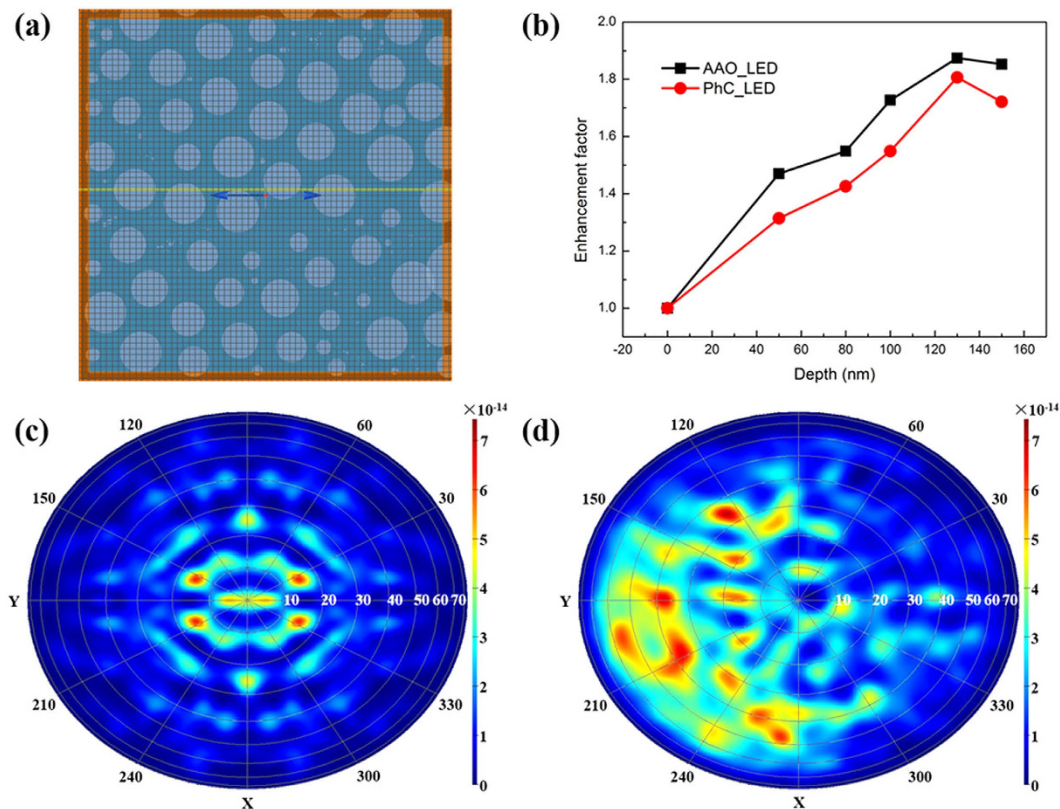 (a)
(b)
2.0
1.8
1.6
1.4
1.2
1.0
Enhancement factor
AAO_LED
PhC_LED
-20 0 20 40 60 80 100 120 140 160
Depth (nm)
(c)
×10-14
120 60
150 30
Y 10 20 30 40 50 60 70
210 330
240 300
X
7
6
5
4
3
2
1
0
(d)
×10-14
120 60
150 30
Y 10 20 30 40 50 60 70
210 330
240 300
X
7
6
5
4
3
2
1
0